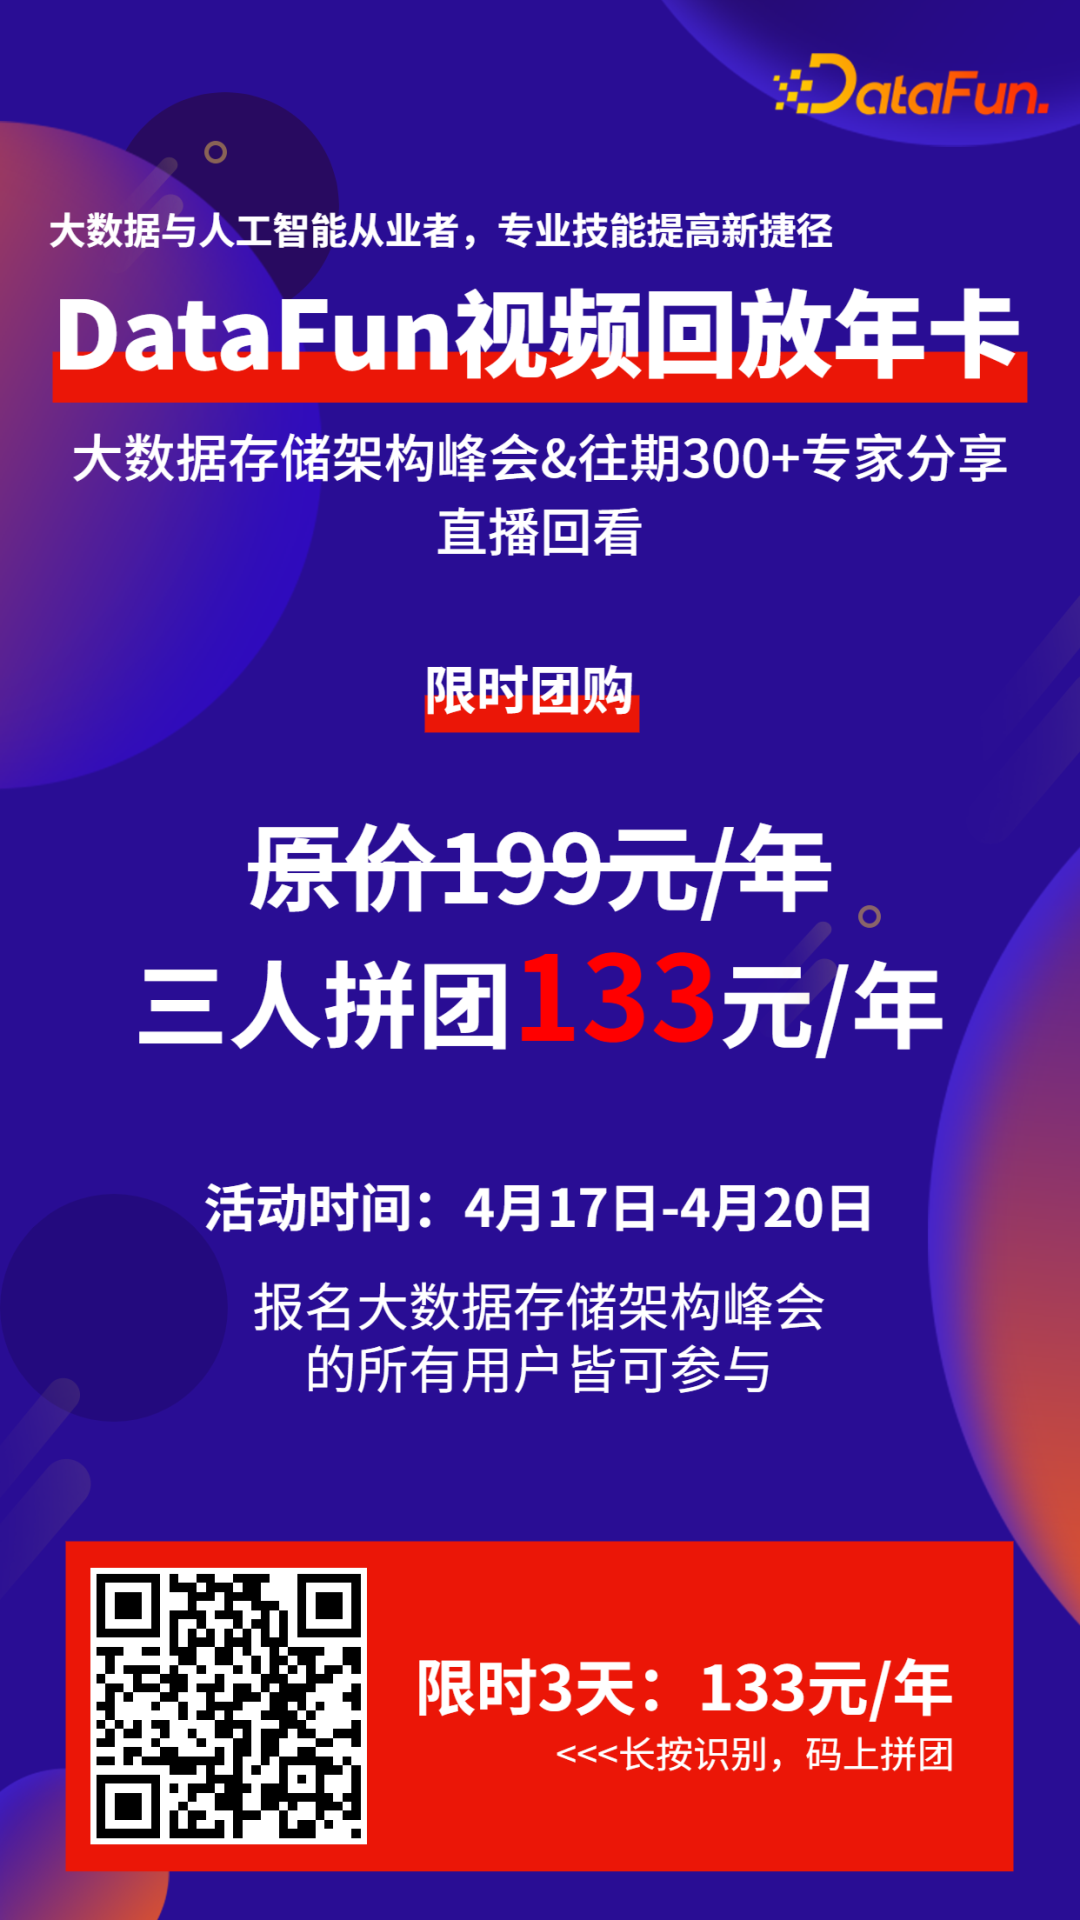 DataFun.
大数据与人工智能从业者，专业技能提高新捷径
DataFun视频回放年卡
大数据存储架构峰会&往期300+专家分享
直播回看
限时团购
原价199元/年
三人拼团133元/年
活动时间：4月17日-4月20日
报名大数据存储架构峰会
的所有用户皆可参与
限时3天：133元/年
<<<长按识别，码上拼团